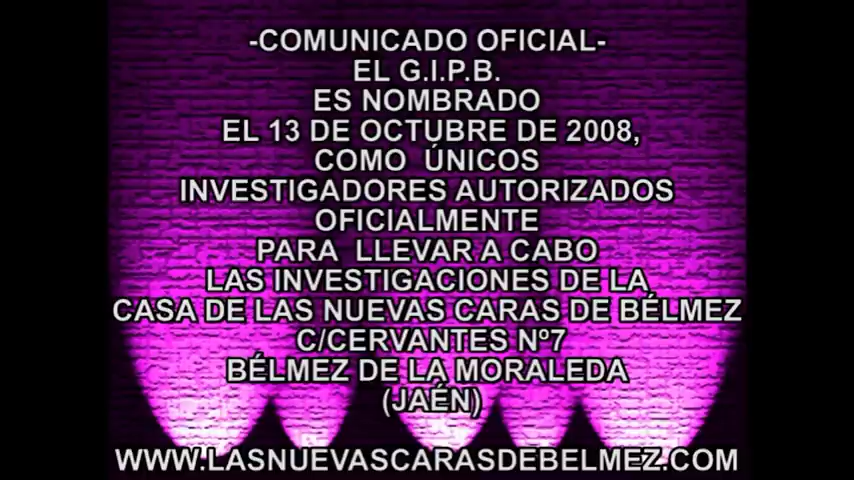 -COMUNICADO OFICIAL-
EL G.I.P.B.
ES NOMBRADO
EL 13 DE OCTUBRE DE 2008,
COMO ÚNICOS
INVESTIGADORES AUTORIZADOS
OFICIALMENTE
PARA LLEVAR A CABO
LAS INVESTIGACIONES DE LA
CASA DE LAS NUEVAS CARAS DE BÉLMEZ
C/CERVANTES Nº7
BÉLMEZ DE LA MORALEDA
(JAÉN)
WWW.LASNUEVASCARASDEBELMEZ.COM